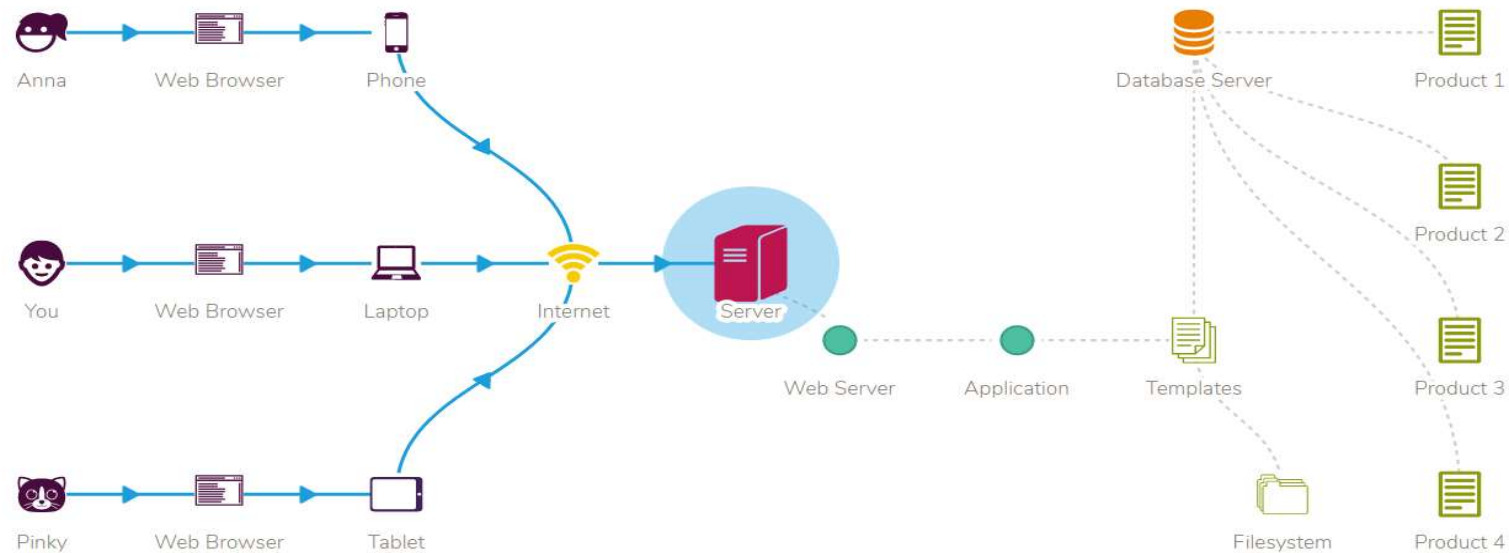 Anna Web Browser Phone Database Server Product 1
Product 2
You Web Browser Laptop Internet Server
Web Server Application Templates Product 3
Pinky Web Browser Tablet Filesystem Product 4